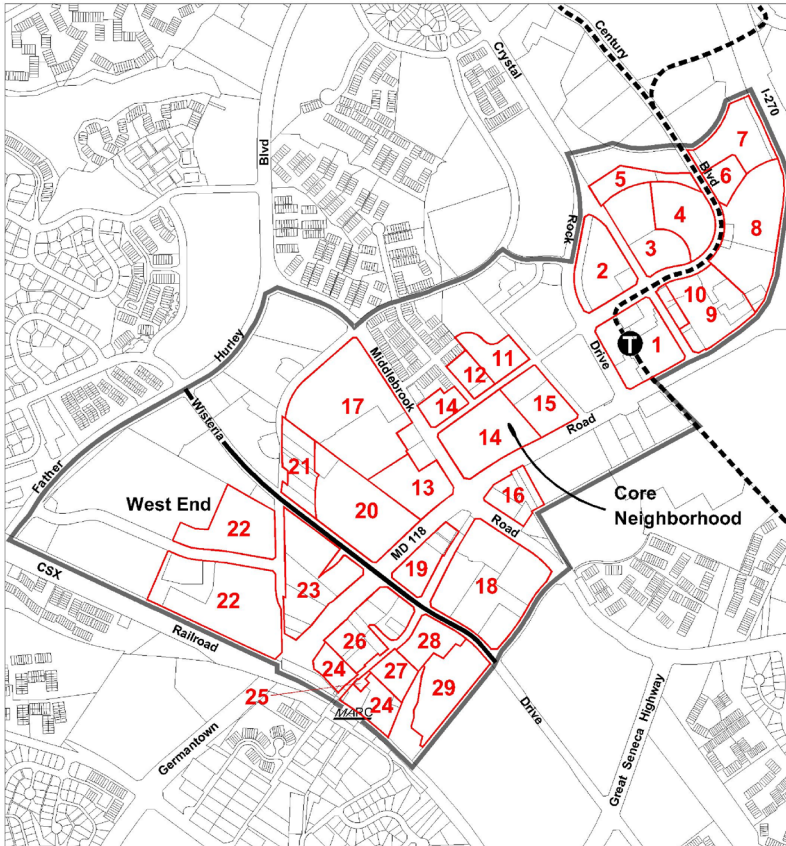 Century
Crystal
I-270
Blvd
7
Blvd
6
5
4
8
Rock
3
2
10
9
T
1
Drive
Hurley
Middlebrook
11
12
14
15
17
Road
14
Wisteria
21
13
16
Core
Neighborhood
Father
West End
20
MD 118
Road
22
19
18
CSX
22
23
Railroad
26
28
24
27
25
29
24
MARC
Drive
Germantown
Great Seneca Highway